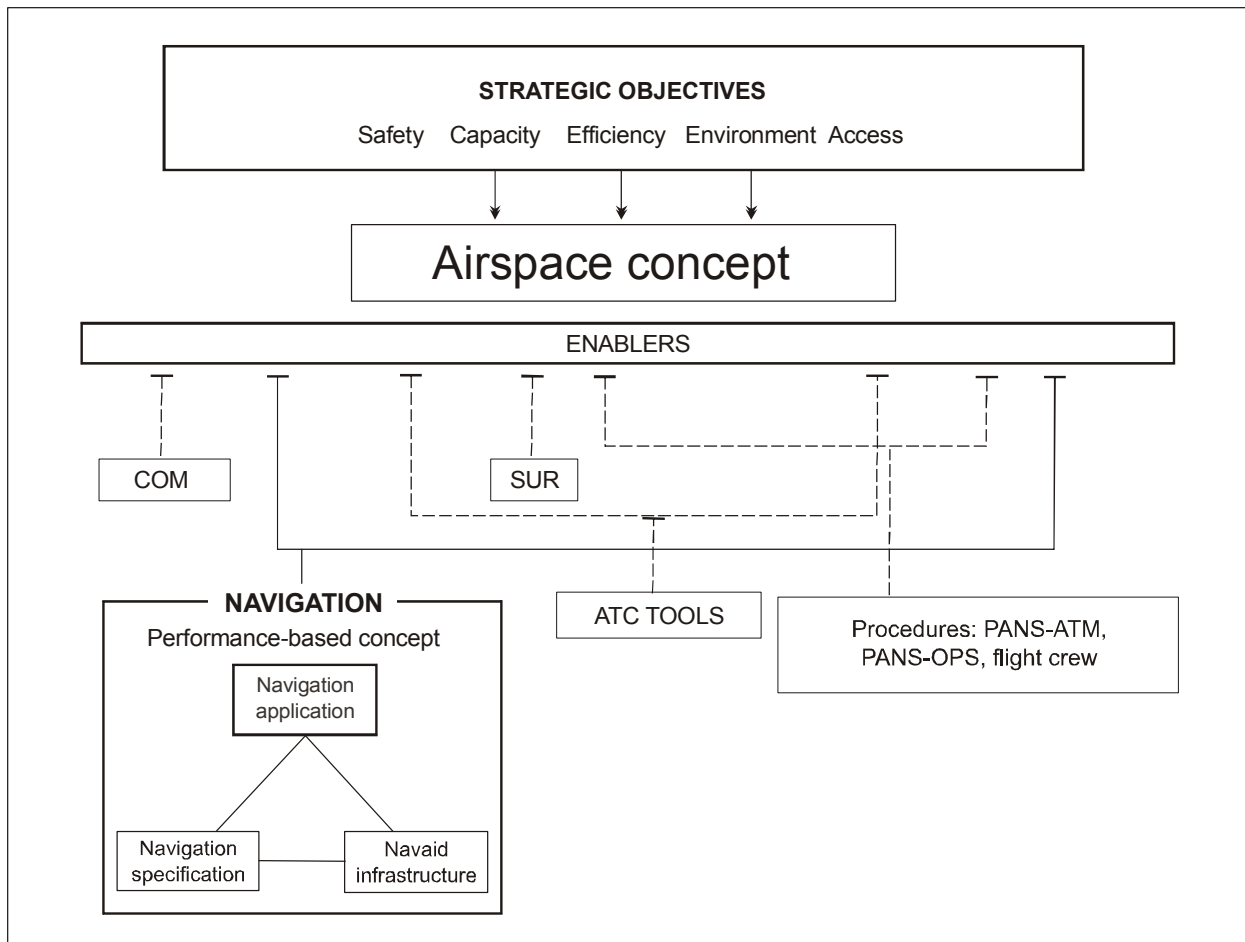 STRATEGIC OBJECTIVES
Safety Capacity Efficiency Environment Access
Airspace concept
ENABLERS
COM
SUR
NAVIGATION
Performance-based concept
Navigation
application
Navigation
specification
Navaid
infrastructure
ATC TOOLS
Procedures: PANS-ATM,
PANS-OPS, flight crew